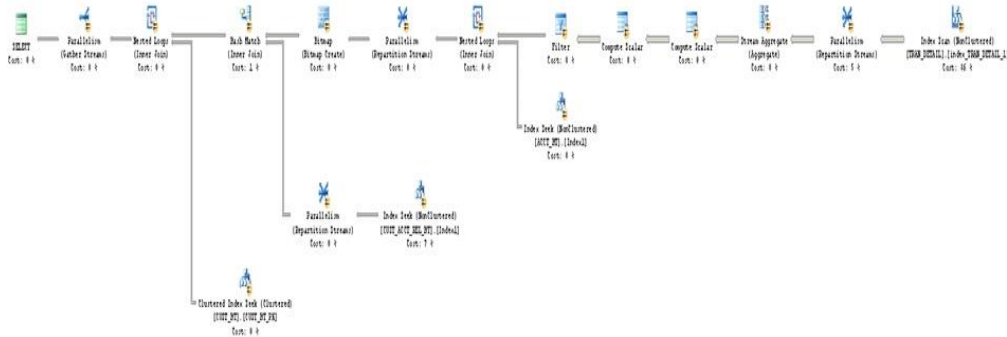 SELECT
Cost: 0 %
Parallelism
(Gather Streams)
Cost: 0 %
Nested Loops
(Inner Join)
Cost: 0 %
Hash Match
(Inner Join)
Cost: 1 %
Bitmap
(Bitmap Create)
Cost: 0 %
Parallelism
(Repartition Streams)
Cost: 0 %
Nested Loops
(Inner Join)
Cost: 0 %
Filter
Cost: 0 %
Compute Scalar
Cost: 0 %
Compute Scalar
Cost: 0 %
Stream Aggregate
(Aggregate)
Cost: 0 %
Parallelism
(Repartition Streams)
Cost: 5 %
Index Scan (NonClustered)
Index Seek (NonClustered)
Cost: 0 %
Parallelism
(Repartition Streams)
Cost: 0 %
Index Seek (NonClustered)
Cost: 7 %
Clustered Index Seek (Clustered)
Cost: 0 %